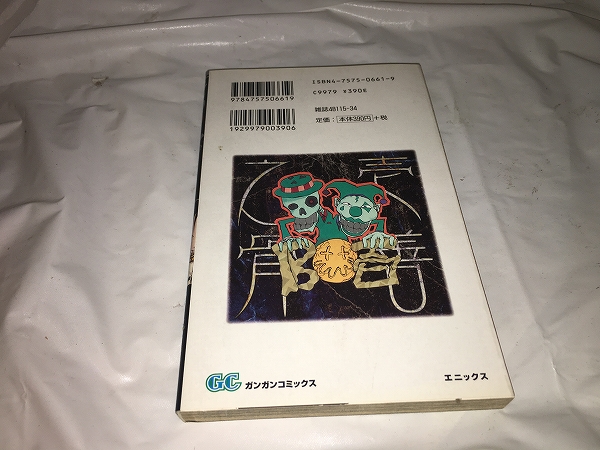 ISBN4-7575-0661-9
C9979 ¥390E
9784757506619
雑誌48115-34
定価：本体390円+税
1929979003906
GC ガンガンコミックス
エニックス